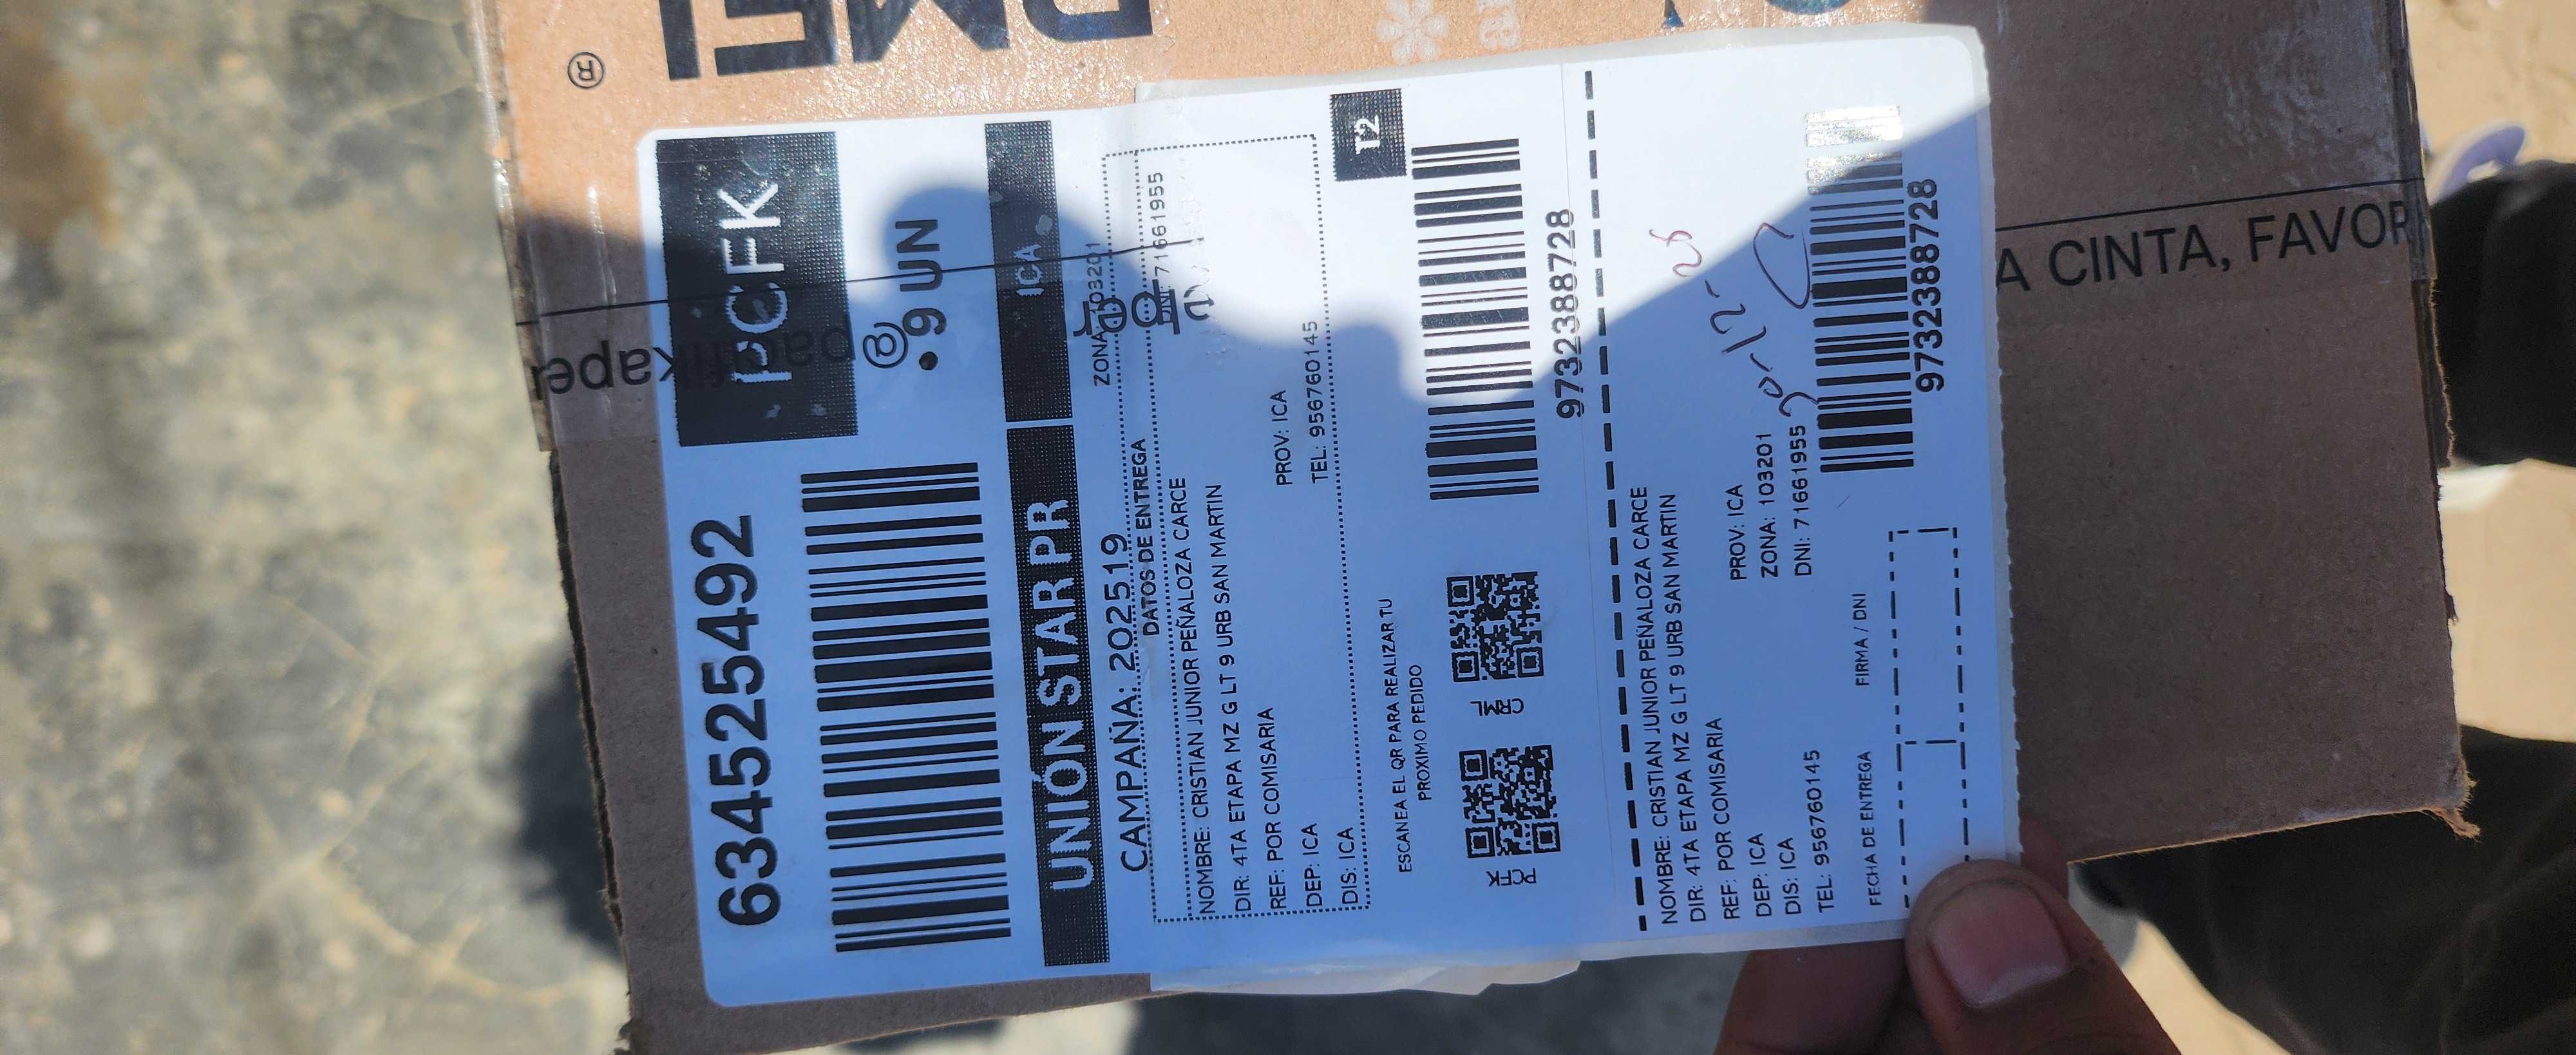 ®
6345254492
PCFK
@pacifikaper
.9 UN
UNIÓN STAR PR
ICA
CAMPAÑA: 202519
ZONA: 103201
DATOS DE ENTREGA
DNI: 71661955
NOMBRE: CRISTIAN JUNIOR PEÑALOZA CARCE
DIR: 4TA ETAPA MZ G LT 9 URB SAN MARTIN
REF: POR COMISARIA
DEP: ICA
PROV: ICA
DIS: ICA
TEL: 956760145
T2
ESCANEA EL QR PARA REALIZAR TU
PROXIMO PEDIDO
PCFK
9732388728
NOMBRE: CRISTIAN JUNIOR PEÑALOZA CARCE
DIR: 4TA ETAPA MZ G LT 9 URB SAN MARTIN
REF: POR COMISARIA
DEP: ICA
PROV: ICA
DIS: ICA
ZONA: 103201
TEL: 956760145
DNI: 71661955
FECHA DE ENTREGA
FIRMA / DNI
9732388728
A CINTA, FAVOR